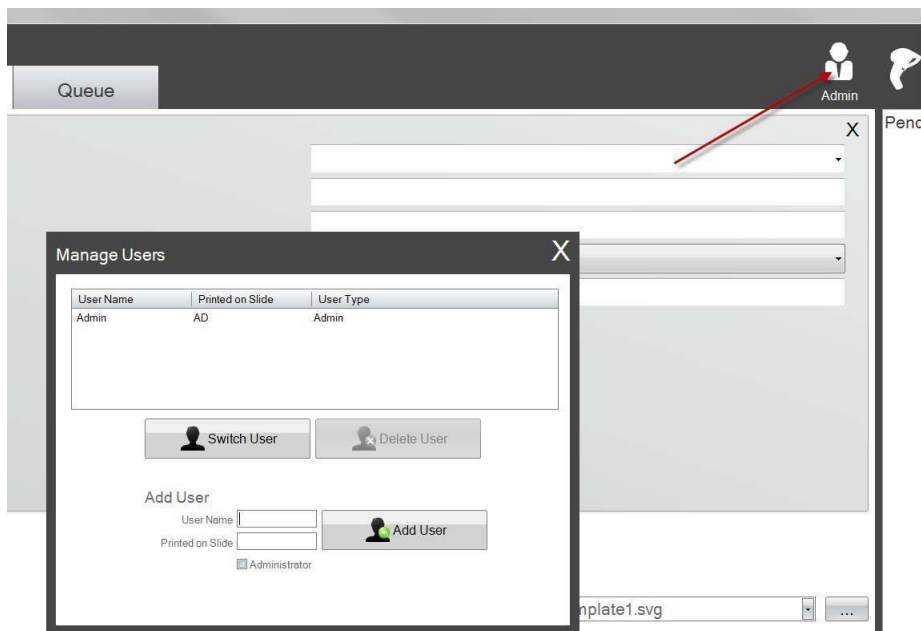 Queue
Admin
X
Pend
Manage Users
X
User Name Printed on Slide User Type
Admin AD Admin
Switch User
Delete User
Add User
User Name
Add User
Printed on Slide
Administrator
mplate1.svg
...